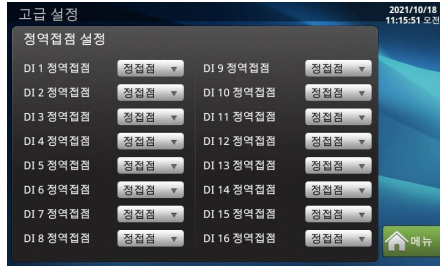 고급 설정
2021/10/18
11:15:51 오전
정역접점 설정
DI 1 정역접점 정접점 DI 9 정역접점 정접점
DI 2 정역접점 정접점 DI 10 정역접점 정접점
DI 3 정역접점 정접점 DI 11 정역접점 정접점
DI 4 정역접점 정접점 DI 12 정역접점 정접점
DI 5 정역접점 정접점 DI 13 정역접점 정접점
DI 6 정역접점 정접점 DI 14 정역접점 정접점
DI 7 정역접점 정접점 DI 15 정역접점 정접점
DI 8 정역접점 정접점 DI 16 정역접점 정접점
메뉴